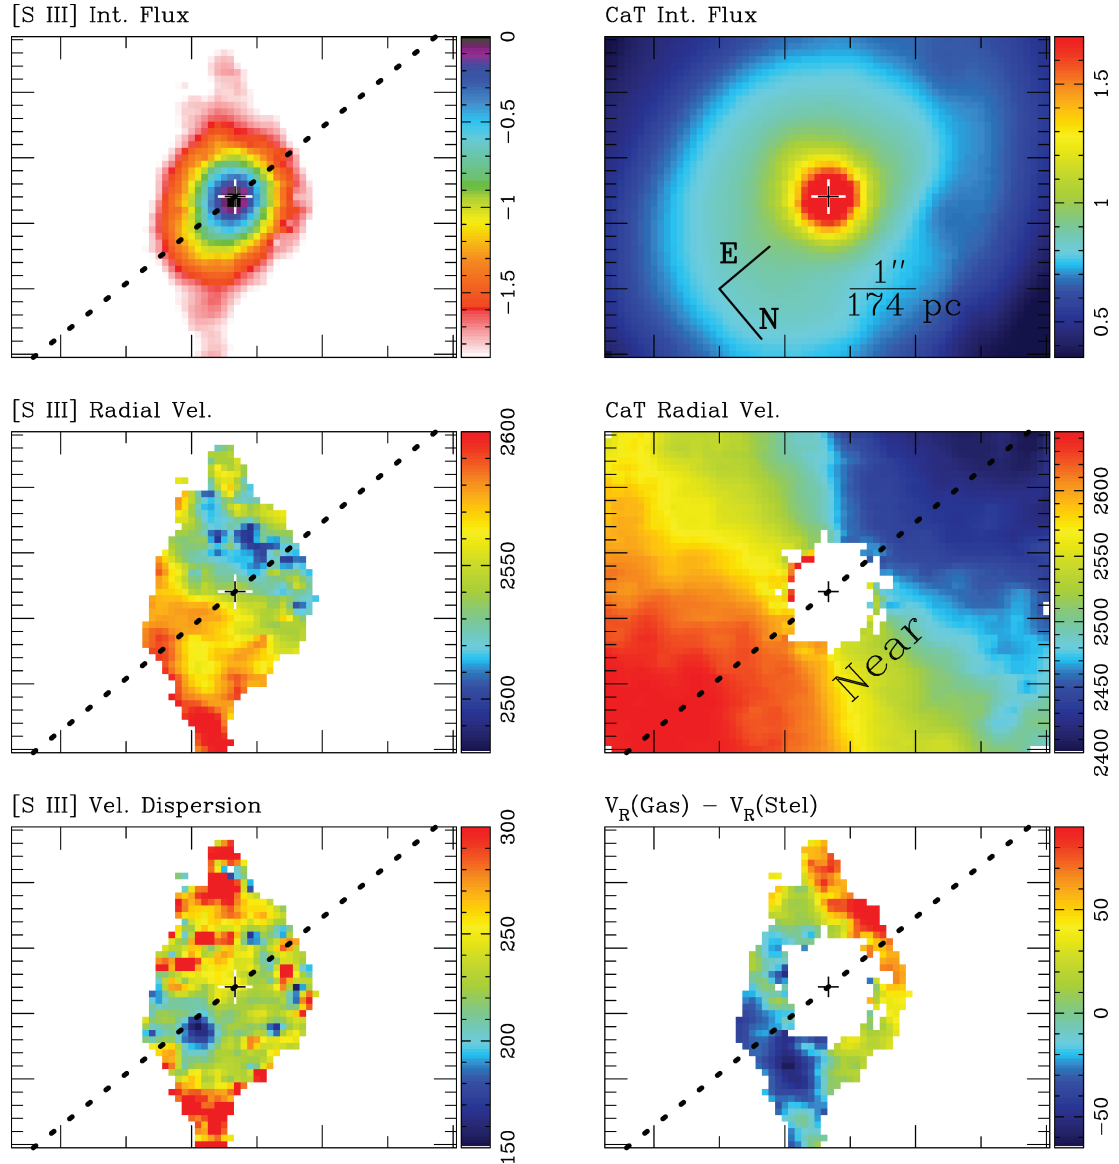 [S III] Int. Flux
0
−0.5
−1
−1.5
CaT Int. Flux
1.5
1
0.5
E
N
1″
174 pc
[S III] Radial Vel.
2600
2550
2500
CaT Radial Vel.
2600
2550
2500
2450
2400
Near
[S III] Vel. Dispersion
300
250
200
150
V_R(Gas) − V_R(Stel)
50
0
−50